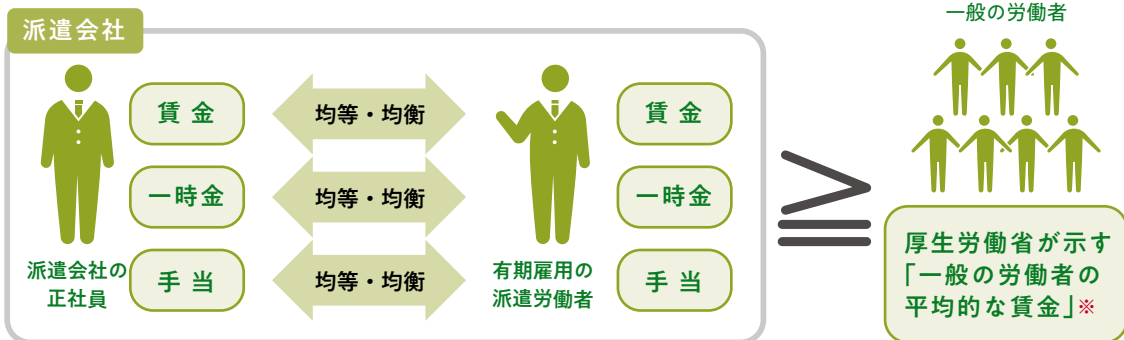 派遣会社
一般の労働者
賃金
均等・均衡
賃金
一時金
均等・均衡
一時金
手当
均等・均衡
手当
派遣会社の
正社員
有期雇用の
派遣労働者
≧
厚生労働省が示す
「一般の労働者の
平均的な賃金」※